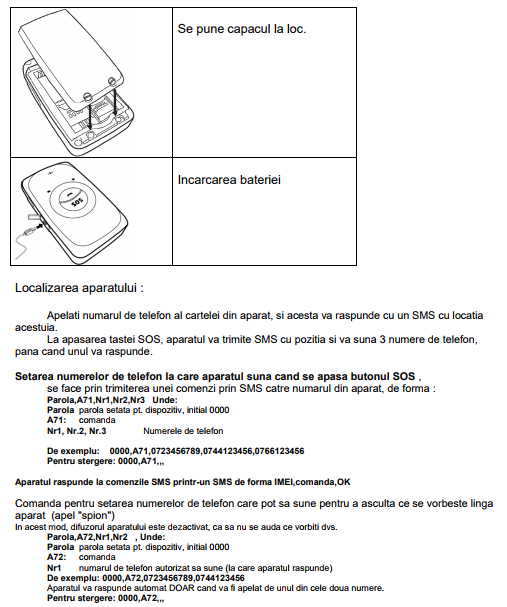 Se pune capacul la loc.
SOS
Incarcarea bateriei
Localizarea aparatului :
Apelati numarul de telefon al cartelei din aparat, si acesta va raspunde cu un SMS cu locatia
acestuia.
La apasarea tastei SOS, aparatul va trimite SMS cu pozitia si va suna 3 numere de telefon,
pana cand unul va raspunde.
Setarea numerelor de telefon la care aparatul suna cand se apasa butonul SOS ,
se face prin trimiterea unei comenzi prin SMS catre numarul din aparat, de forma :
Parola,A71,Nr1,Nr2,Nr3 Unde:
Parola parola setata pt. dispozitiv, initial 0000
A71: comanda
Nr1, Nr.2, Nr.3 Numerele de telefon
De exemplu: 0000,A71,0723456789,0744123456,0766123456
Pentru stergere: 0000,A71,,,
Aparatul raspunde la comenzile SMS printr-un SMS de forma IMEI,comanda,OK
Comanda pentru setarea numerelor de telefon care pot sa sune pentru a asculta ce se vorbeste linga
aparat (apel "spion")
In acest mod, difuzorul aparatului este dezactivat, ca sa nu se auda ce vorbiti dvs.
Parola,A72,Nr1,Nr2 , Unde:
Parola parola setata pt. dispozitiv, initial 0000
A72: comanda
Nr1 numarul de telefon autorizat sa sune (la care aparatul raspunde)
De exemplu: 0000,A72,0723456789,0744123456
Aparatul va raspunde automat DOAR cand va fi apelat de unul din cele doua numere.
Pentru stergere: 0000,A72,,,